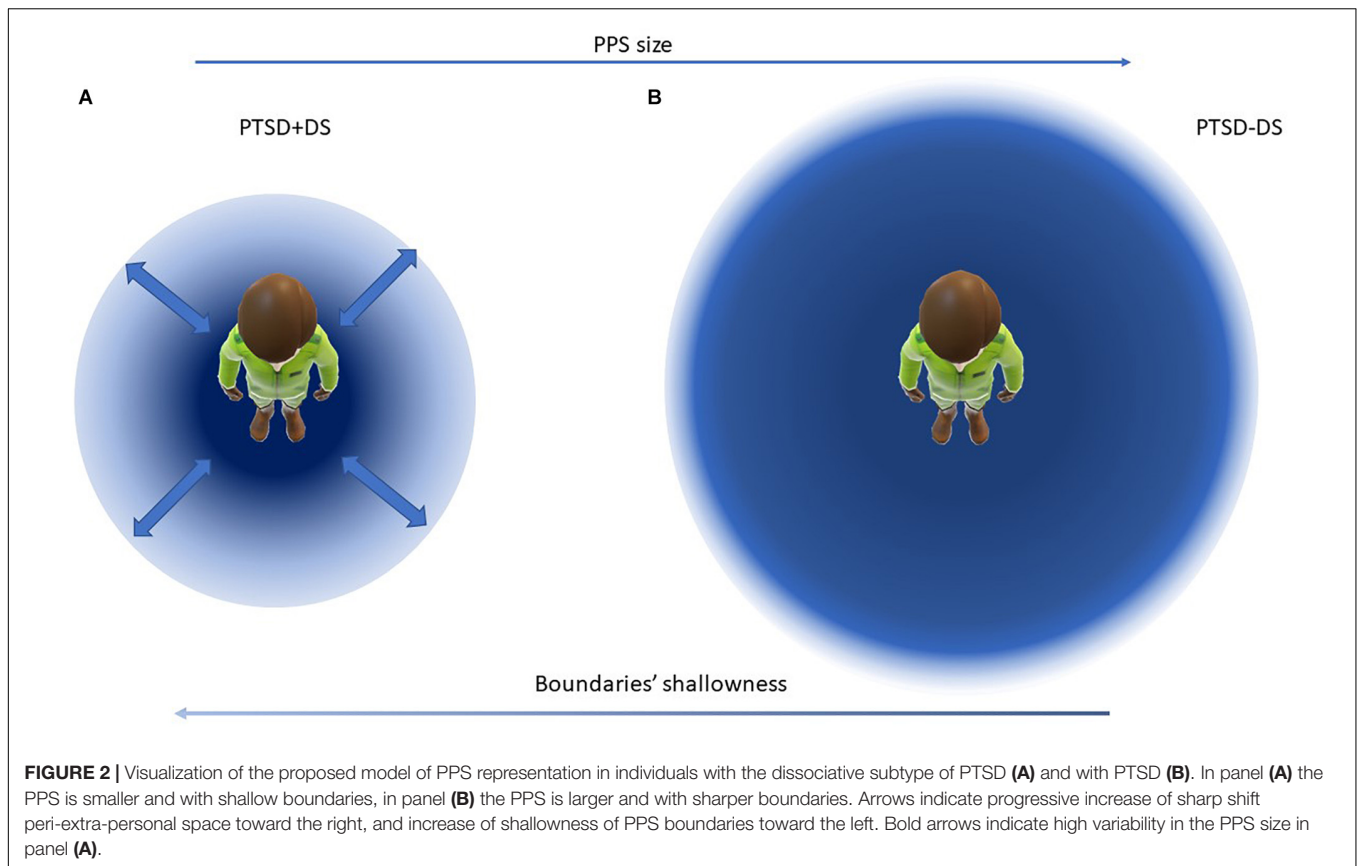 PPS size
A
B
PTSD+DS
PTSD-DS
Boundaries' shallowness
FIGURE 2 | Visualization of the proposed model of PPS representation in individuals with the dissociative subtype of PTSD (A) and with PTSD (B). In panel (A) the
PPS is smaller and with shallow boundaries, in panel (B) the PPS is larger and with sharper boundaries. Arrows indicate progressive increase of sharp shift
peri-extra-personal space toward the right, and increase of shallowness of PPS boundaries toward the left. Bold arrows indicate high variability in the PPS size in
panel (A).